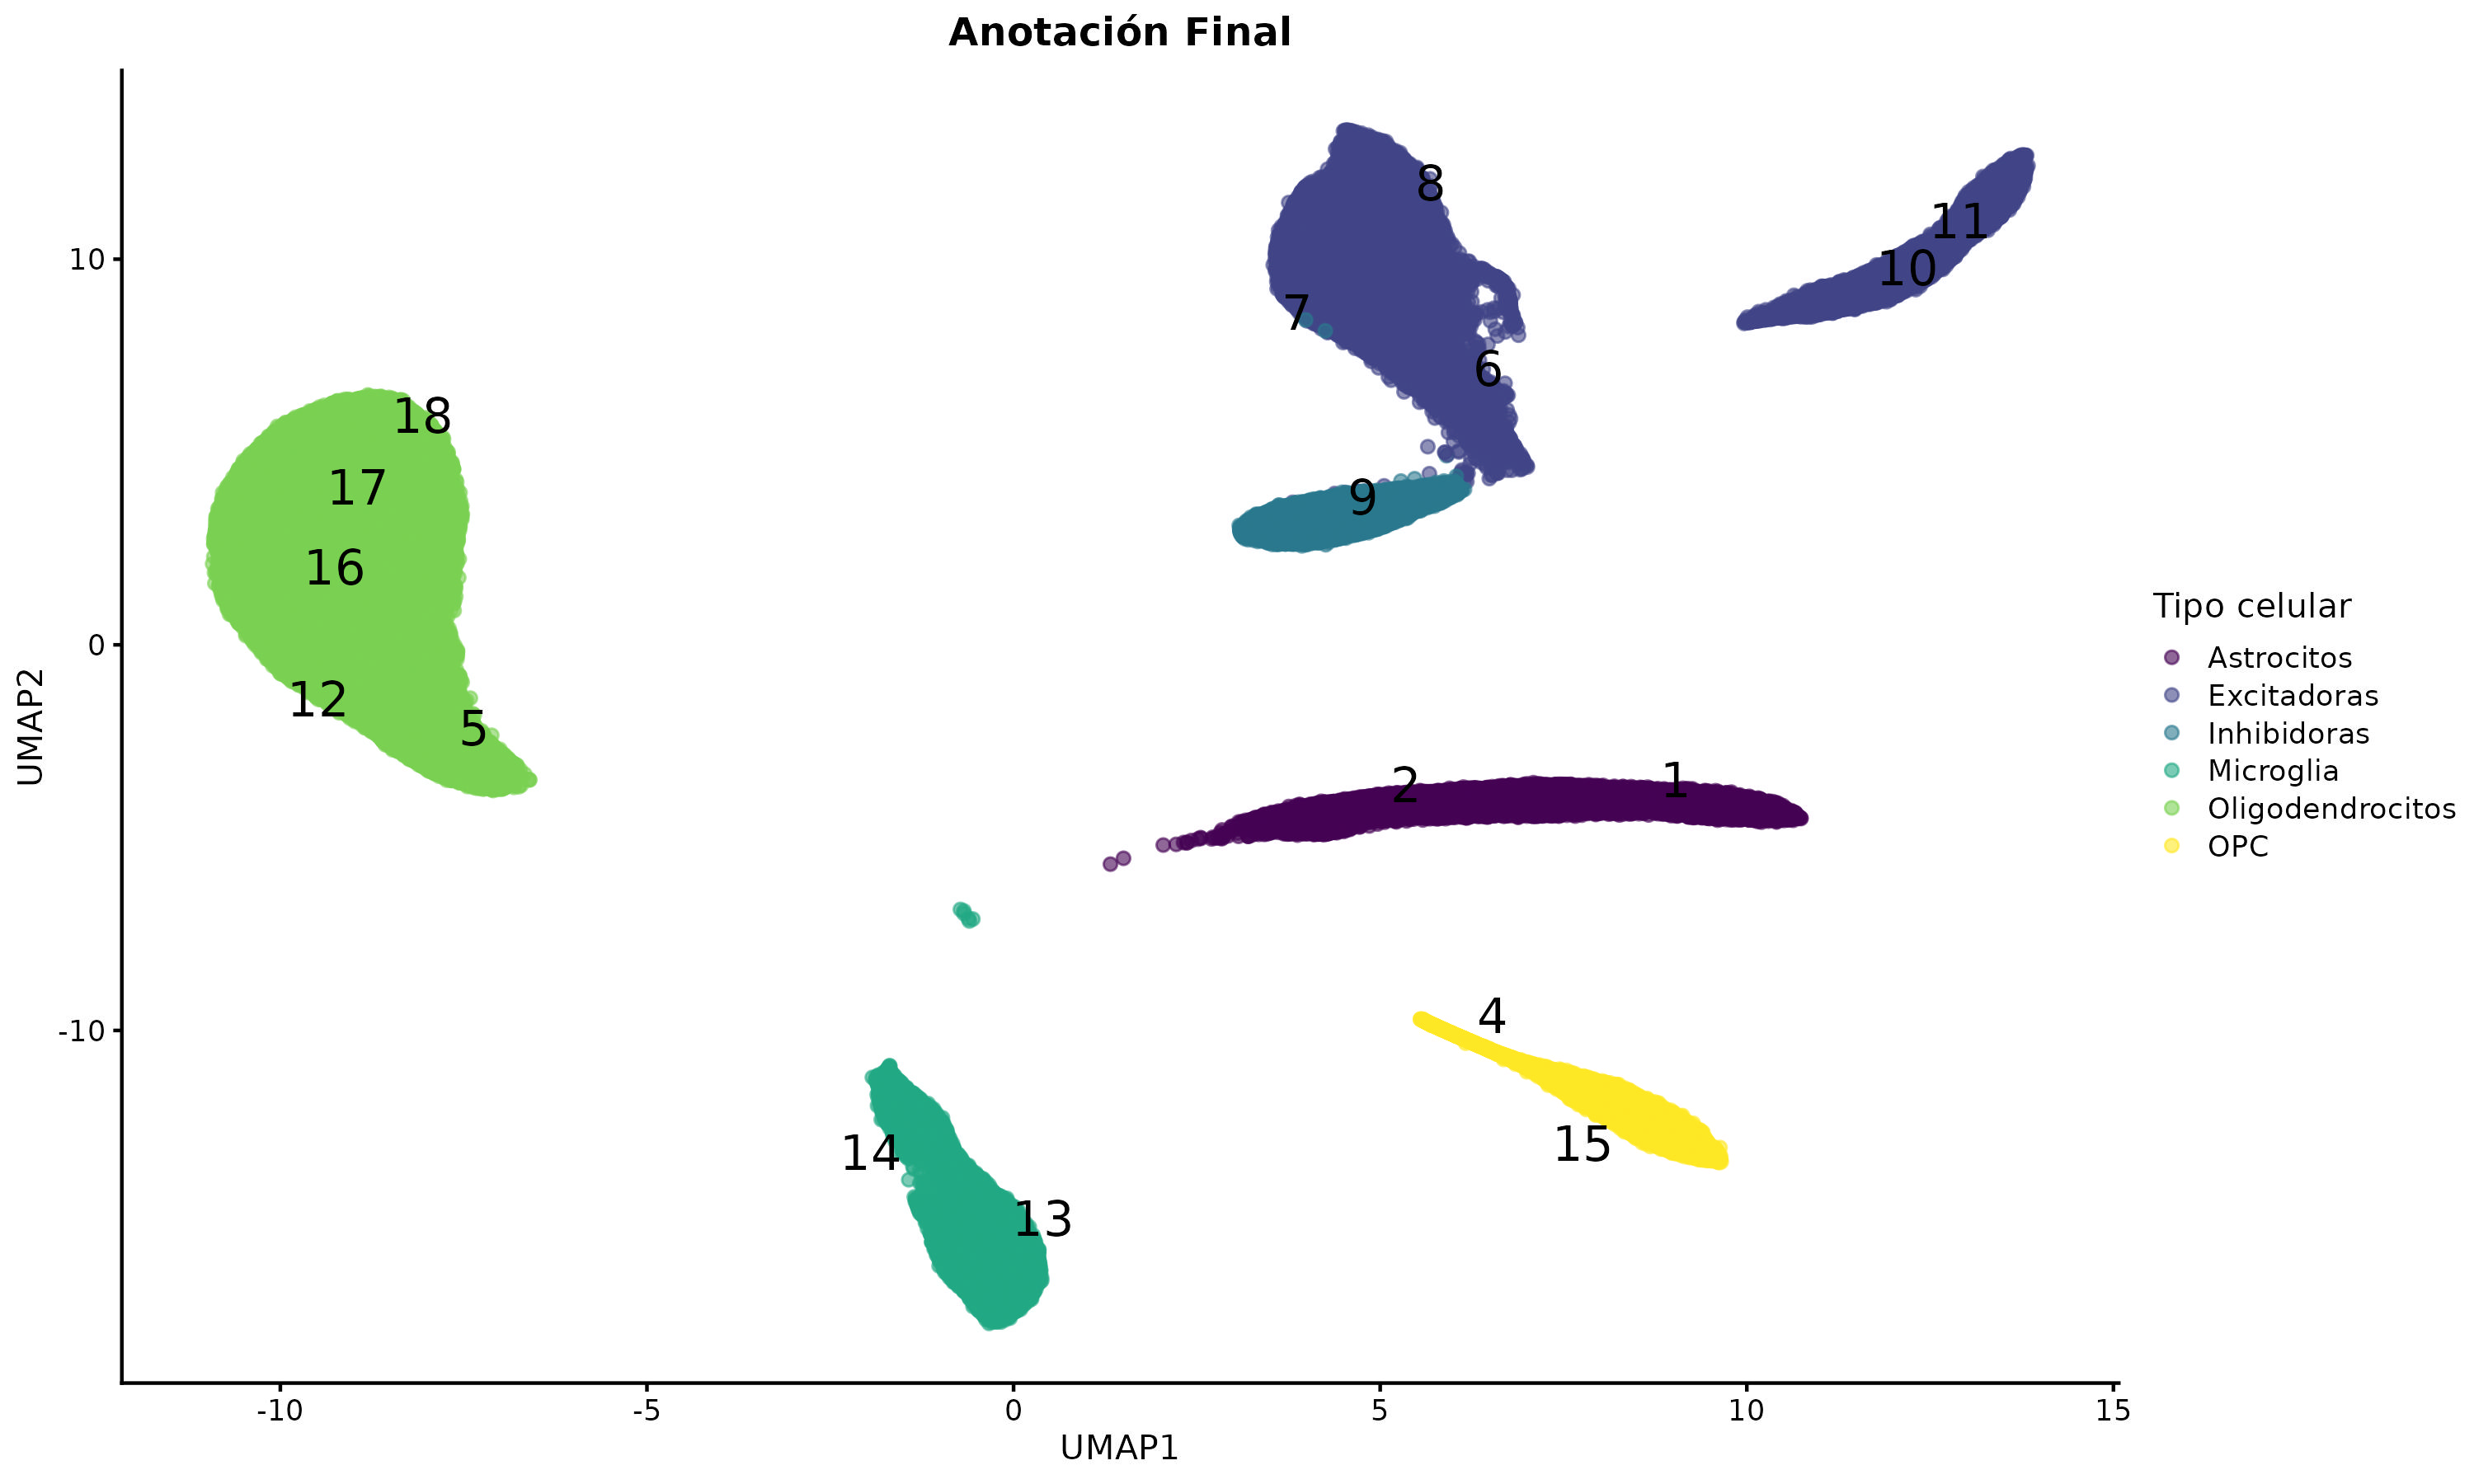 Anotación Final
UMAP2
10
0
-10
8
11
10
7
6
18
17
9
16
12
5
2
1
4
15
14
13
Tipo celular
Astrocitos
Excitadoras
Inhibidoras
Microglia
Oligodendrocitos
OPC
-10
-5
0
5
10
15
UMAP1